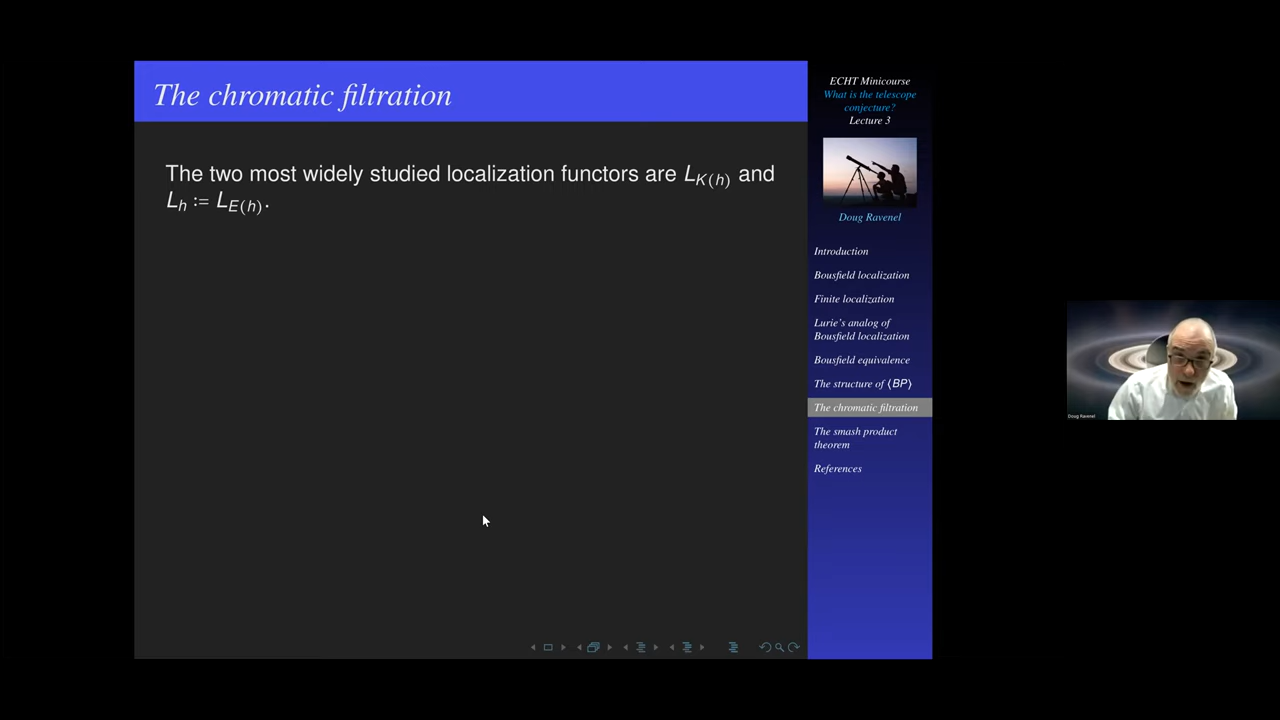 The chromatic filtration
The two most widely studied localization functors are L_{K(h)} and
L_h := L_{E(h)}.
ECHT Minicourse
What is the telescope
conjecture?
Lecture 3
Doug Ravenel
Introduction
Bousfield localization
Finite localization
Lurie's analog of
Bousfield localization
Bousfield equivalence
The structure of ⟨BP⟩
The chromatic filtration
The smash product
theorem
References
Doug Ravenel